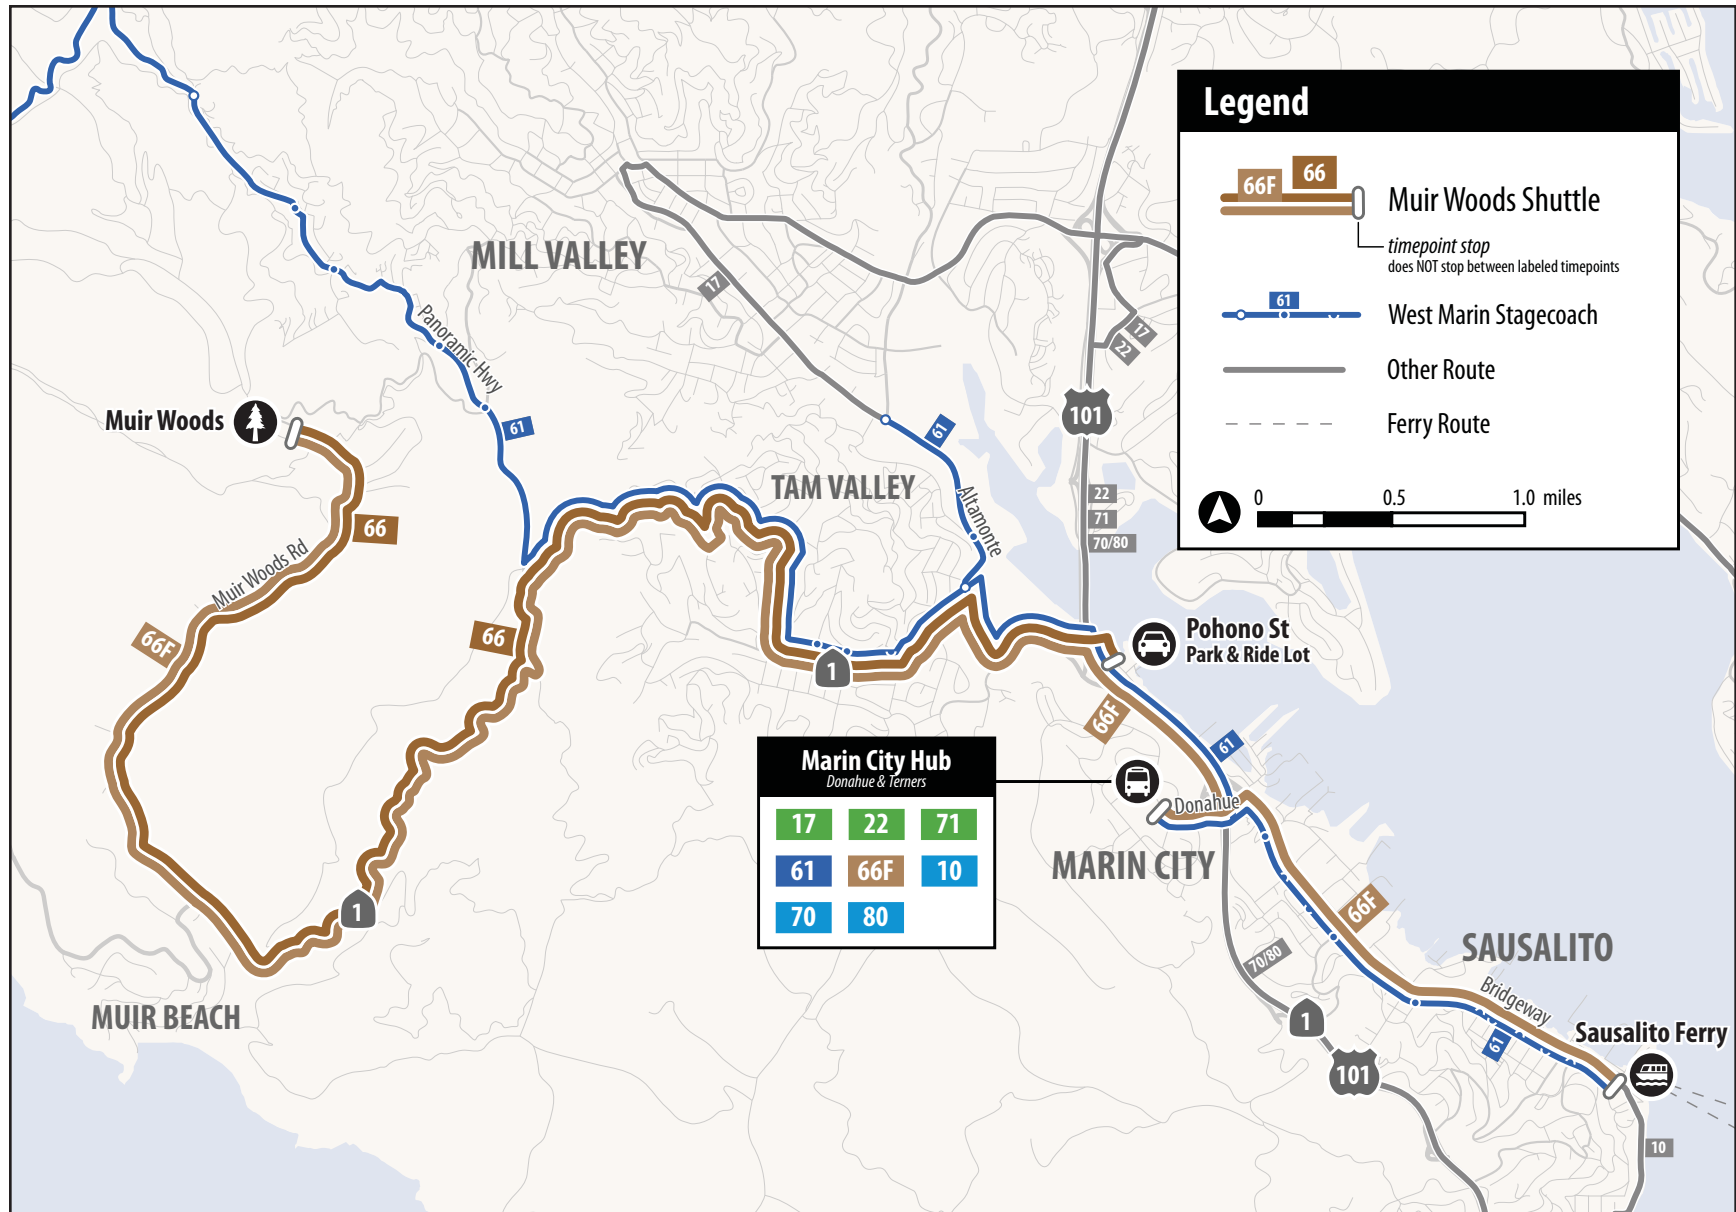 Legend
66F
66
Muir Woods Shuttle
timepoint stop
does NOT stop between labeled timepoints
61
West Marin Stagecoach
Other Route
Ferry Route
0 0.5 1.0 miles
MILL VALLEY
17
17
22
Panoramic Hwy
101
Muir Woods
61
61
TAM VALLEY
Altamonte
22
71
70/80
66
Muir Woods Rd
66F
66
Pohono St
Park & Ride Lot
1
66F
61
Marin City Hub
Donahue & Terners
17 22 71
61 66F 10
70 80
Donahue
MARIN CITY
66F
1
SAUSALITO
70/80
Bridgeway
MUIR BEACH
1
61
Sausalito Ferry
101
10